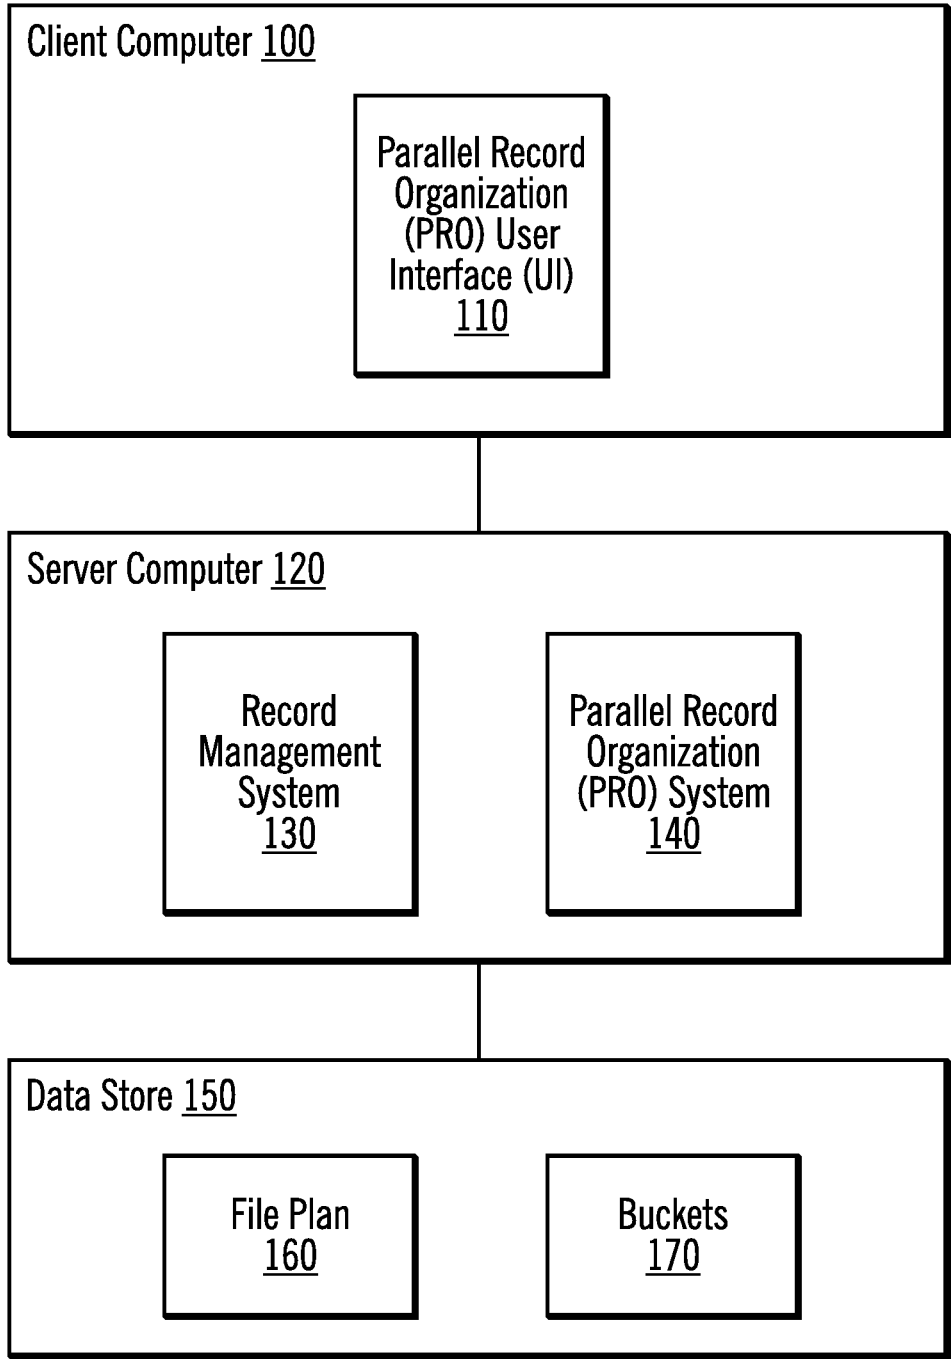 Client Computer 100
Parallel Record
Organization
(PRO) User
Interface (UI)
110
Server Computer 120
Record
Management
System
130
Parallel Record
Organization
(PRO) System
140
Data Store 150
File Plan
160
Buckets
170